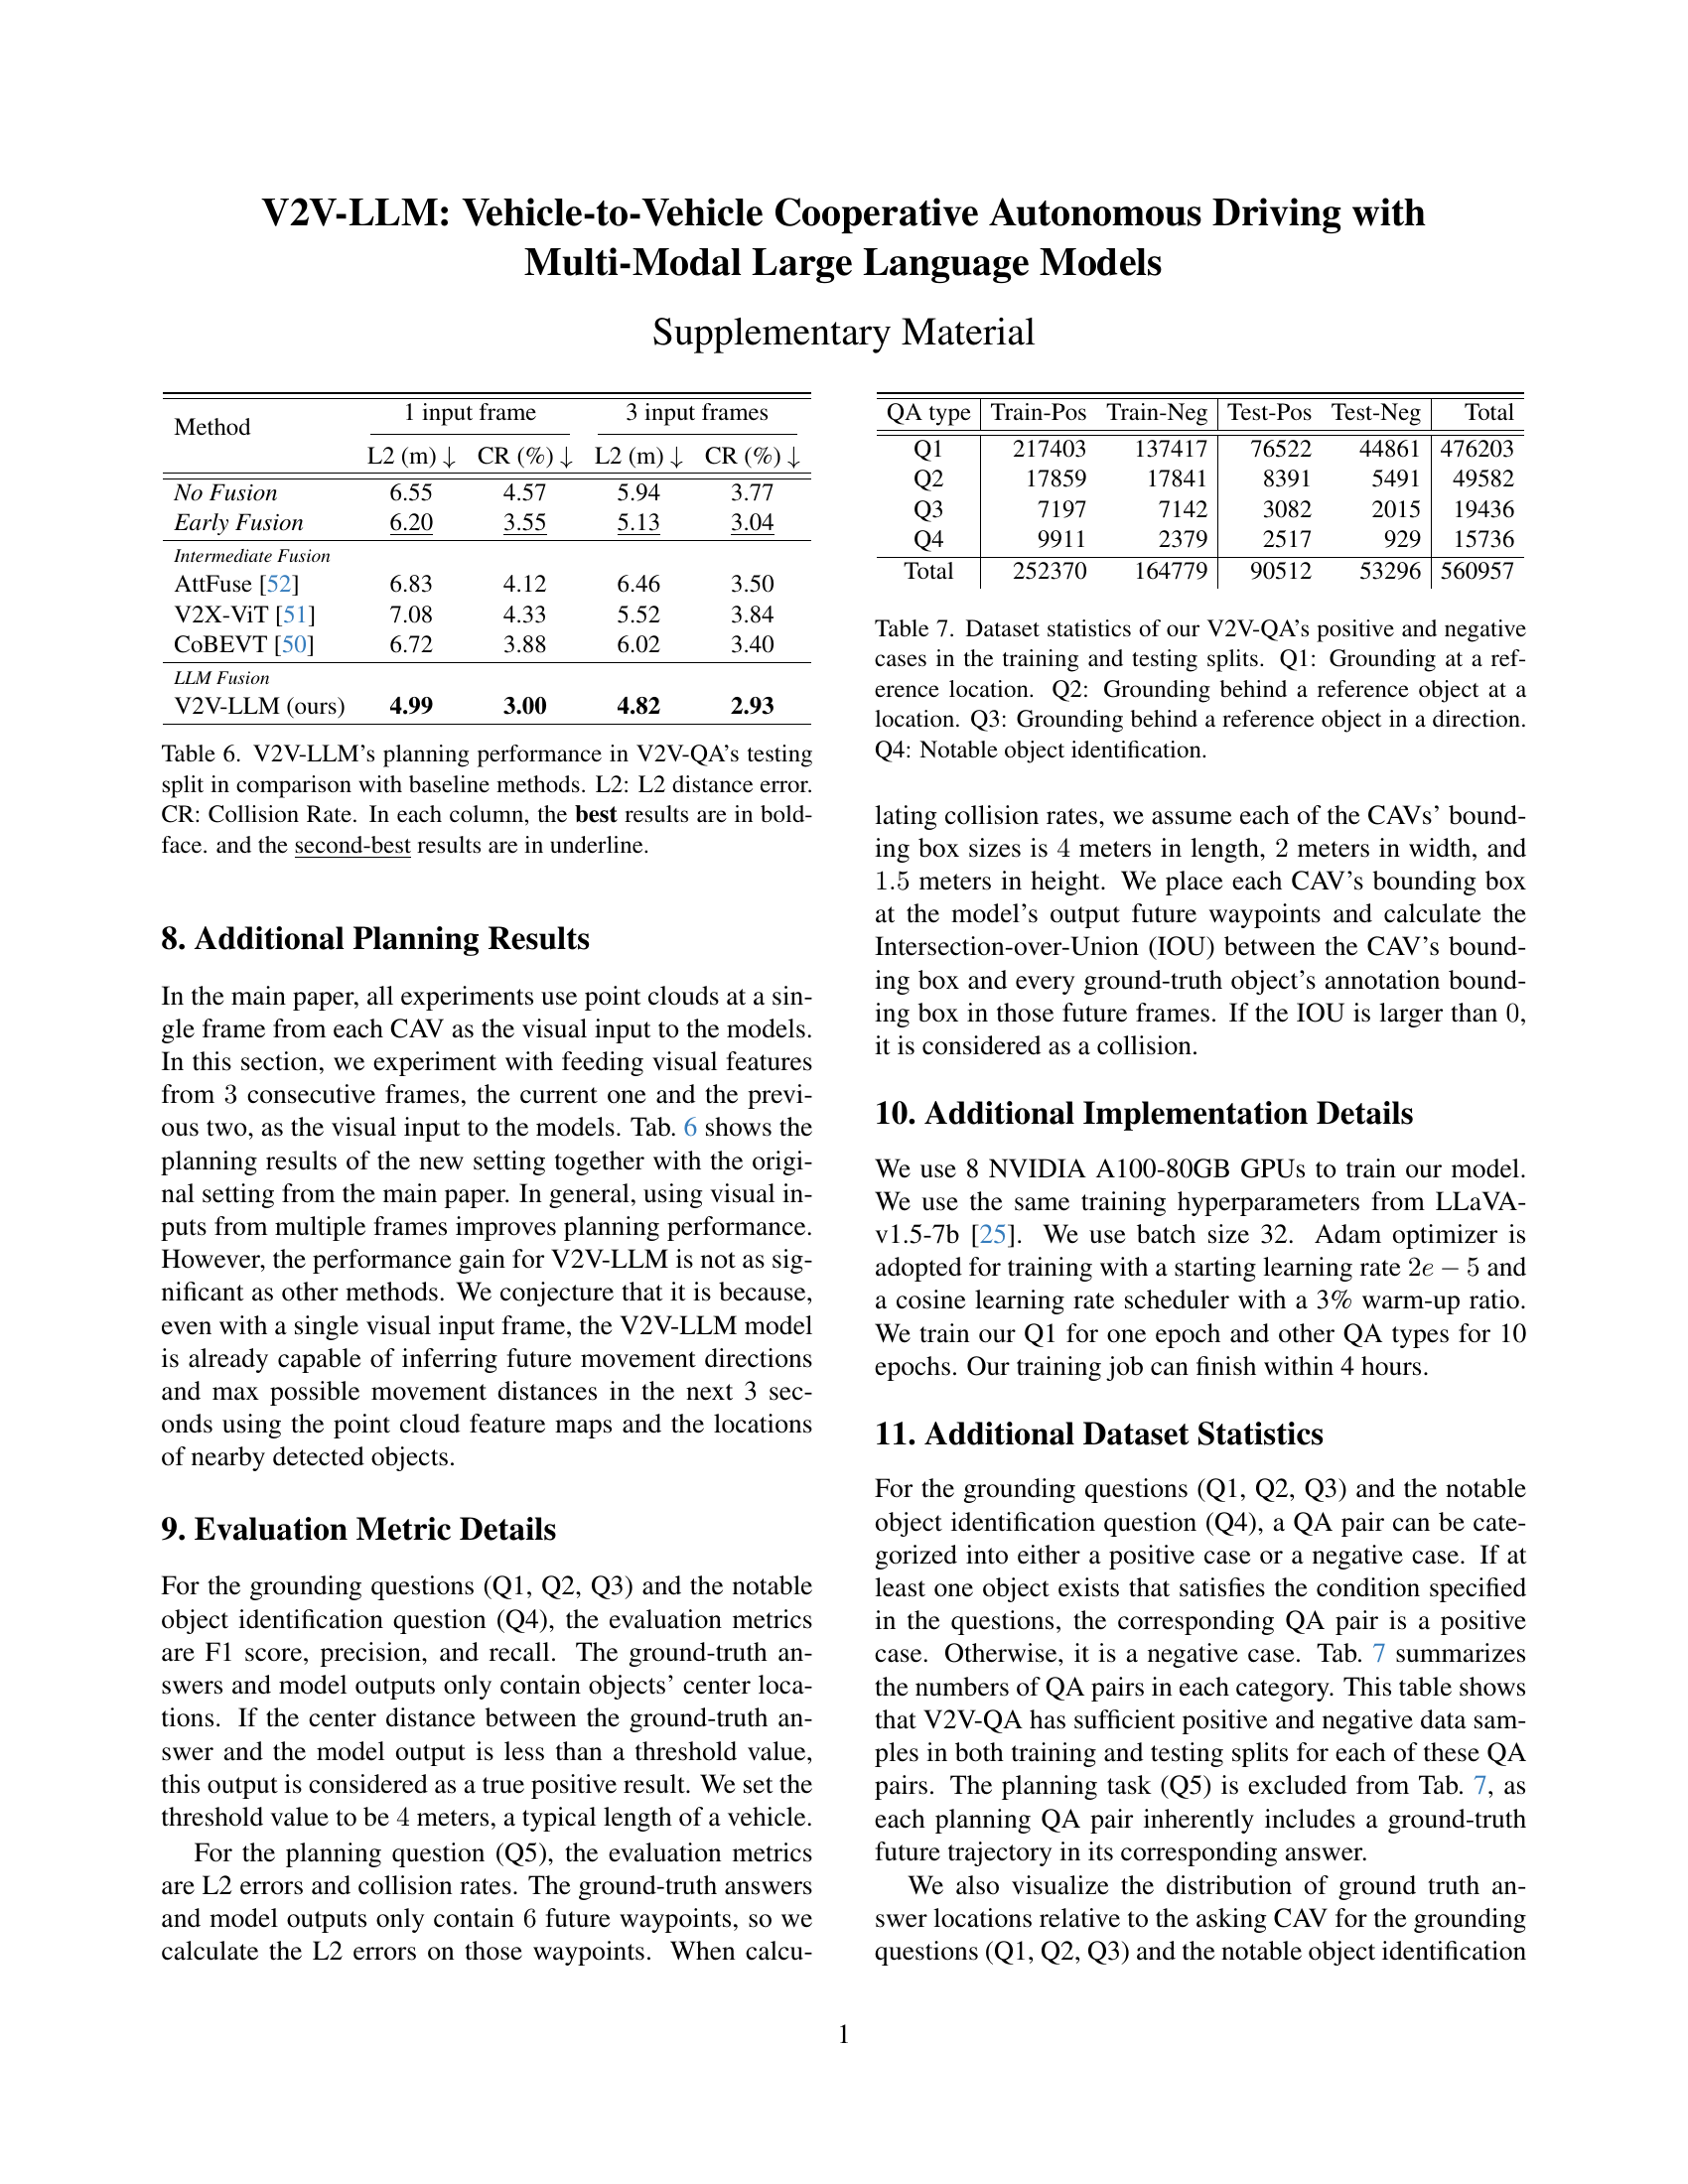 V2V-LLM: Vehicle-to-Vehicle Cooperative Autonomous Driving with
Multi-Modal Large Language Models
Supplementary Material
Method 1 input frame 3 input frames
L2 (m) ↓ CR (%) ↓ L2 (m) ↓ CR (%) ↓
No Fusion 6.55 4.57 5.94 3.77
Early Fusion 6.20 3.55 5.13 3.04
Intermediate Fusion
AttFuse [52] 6.83 4.12 6.46 3.50
V2X-ViT [51] 7.08 4.33 5.52 3.84
CoBEVT [50] 6.72 3.88 6.02 3.40
LLM Fusion
V2V-LLM (ours) 4.99 3.00 4.82 2.93
Table 6. V2V-LLM's planning performance in V2V-QA's testing
split in comparison with baseline methods. L2: L2 distance error.
CR: Collision Rate. In each column, the best results are in bold-
face. and the second-best results are in underline.
8. Additional Planning Results
In the main paper, all experiments use point clouds at a sin-
gle frame from each CAV as the visual input to the models.
In this section, we experiment with feeding visual features
from 3 consecutive frames, the current one and the previ-
ous two, as the visual input to the models. Tab. 6 shows the
planning results of the new setting together with the origi-
nal setting from the main paper. In general, using visual in-
puts from multiple frames improves planning performance.
However, the performance gain for V2V-LLM is not as sig-
nificant as other methods. We conjecture that it is because,
even with a single visual input frame, the V2V-LLM model
is already capable of inferring future movement directions
and max possible movement distances in the next 3 sec-
onds using the point cloud feature maps and the locations
of nearby detected objects.
9. Evaluation Metric Details
For the grounding questions (Q1, Q2, Q3) and the notable
object identification question (Q4), the evaluation metrics
are F1 score, precision, and recall. The ground-truth an-
swers and model outputs only contain objects' center loca-
tions. If the center distance between the ground-truth an-
swer and the model output is less than a threshold value,
this output is considered as a true positive result. We set the
threshold value to be 4 meters, a typical length of a vehicle.
For the planning question (Q5), the evaluation metrics
are L2 errors and collision rates. The ground-truth answers
and model outputs only contain 6 future waypoints, so we
calculate the L2 errors on those waypoints. When calcu-
QA type Train-Pos Train-Neg Test-Pos Test-Neg Total
Q1 217403 137417 76522 44861 476203
Q2 17859 17841 8391 5491 49582
Q3 7197 7142 3082 2015 19436
Q4 9911 2379 2517 929 15736
Total 252370 164779 90512 53296 560957
Table 7. Dataset statistics of our V2V-QA's positive and negative
cases in the training and testing splits. Q1: Grounding at a ref-
erence location. Q2: Grounding behind a reference object at a
location. Q3: Grounding behind a reference object in a direction.
Q4: Notable object identification.
lating collision rates, we assume each of the CAVs' bound-
ing box sizes is 4 meters in length, 2 meters in width, and
1.5 meters in height. We place each CAV's bounding box
at the model's output future waypoints and calculate the
Intersection-over-Union (IOU) between the CAV's bound-
ing box and every ground-truth object's annotation bound-
ing box in those future frames. If the IOU is larger than 0,
it is considered as a collision.
10. Additional Implementation Details
We use 8 NVIDIA A100-80GB GPUs to train our model.
We use the same training hyperparameters from LLaVA-
v1.5-7b [25]. We use batch size 32. Adam optimizer is
adopted for training with a starting learning rate 2e − 5 and
a cosine learning rate scheduler with a 3% warm-up ratio.
We train our Q1 for one epoch and other QA types for 10
epochs. Our training job can finish within 4 hours.
11. Additional Dataset Statistics
For the grounding questions (Q1, Q2, Q3) and the notable
object identification question (Q4), a QA pair can be cate-
gorized into either a positive case or a negative case. If at
least one object exists that satisfies the condition specified
in the questions, the corresponding QA pair is a positive
case. Otherwise, it is a negative case. Tab. 7 summarizes
the numbers of QA pairs in each category. This table shows
that V2V-QA has sufficient positive and negative data sam-
ples in both training and testing splits for each of these QA
pairs. The planning task (Q5) is excluded from Tab. 7, as
each planning QA pair inherently includes a ground-truth
future trajectory in its corresponding answer.
We also visualize the distribution of ground truth an-
swer locations relative to the asking CAV for the grounding
questions (Q1, Q2, Q3) and the notable object identification
1